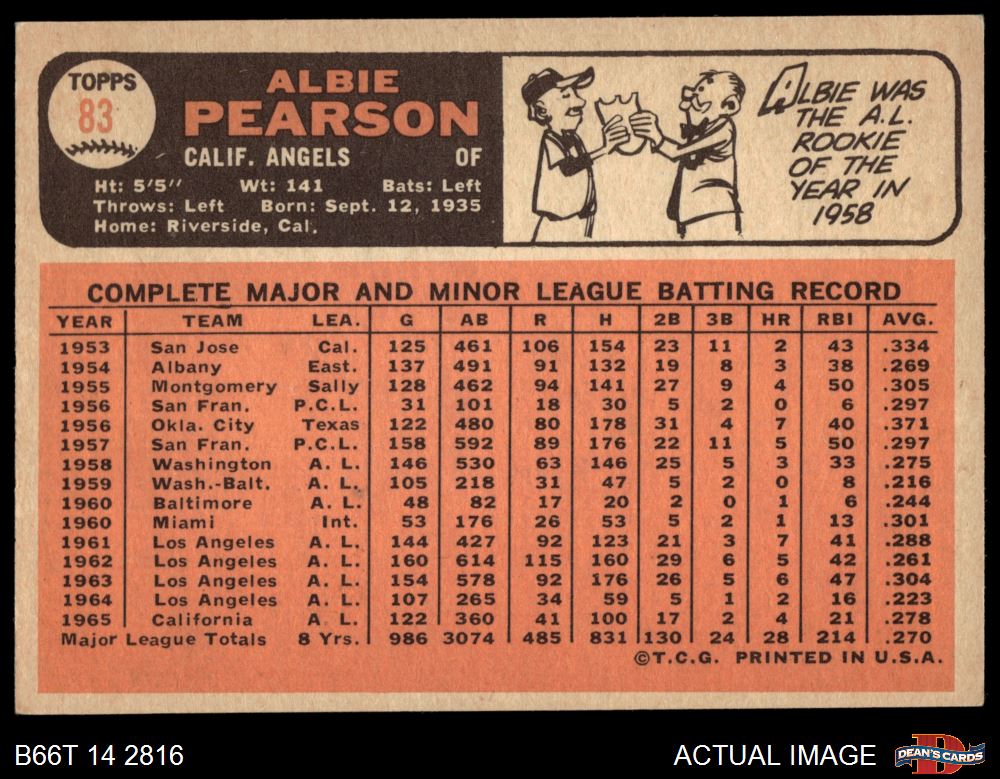 TOPPS
83
ALBIE
PEARSON
CALIF. ANGELS OF
Ht: 5'5" Wt: 141 Bats: Left
Throws: Left Born: Sept. 12, 1935
Home: Riverside, Cal.
ALBIE WAS
THE A.L.
ROOKIE
OF THE
YEAR IN
1958
COMPLETE MAJOR AND MINOR LEAGUE BATTING RECORD
YEAR TEAM LEA. G AB R H 2B 3B HR RBI AVG.
1953 San Jose Cal. 125 461 106 154 23 11 2 43 .334
1954 Albany East. 137 491 91 132 19 8 3 38 .269
1955 Montgomery Sally 128 462 94 141 27 9 4 50 .305
1956 San Fran. P.C.L. 31 101 18 30 5 2 0 6 .297
1956 Okla. City Texas 122 480 80 178 31 4 7 40 .371
1957 San Fran. P.C.L. 158 592 89 176 22 11 5 50 .297
1958 Washington A. L. 146 530 63 146 25 5 3 33 .275
1959 Wash.-Balt. A. L. 105 218 31 47 5 2 0 8 .216
1960 Baltimore A. L. 48 82 17 20 2 0 1 6 .244
1960 Miami Int. 53 176 26 53 5 2 1 13 .301
1961 Los Angeles A. L. 144 427 92 123 21 3 7 41 .288
1962 Los Angeles A. L. 160 614 115 160 29 6 5 42 .261
1963 Los Angeles A. L. 154 578 92 176 26 5 6 47 .304
1964 Los Angeles A. L. 107 265 34 59 5 1 2 16 .223
1965 California A. L. 122 360 41 100 17 2 4 21 .278
Major League Totals 8 Yrs. 986 3074 485 831 130 24 28 214 .270
©T.C.G. PRINTED IN U.S.A.
B66T 14 2816 ACTUAL IMAGE DEAN'S CARDS